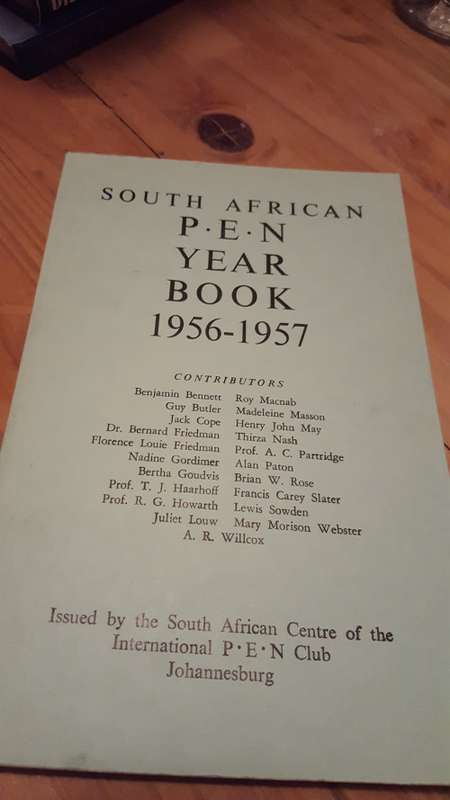 SOUTH AFRICAN
P·E·N
YEAR
BOOK
1956-1957
CONTRIBUTORS
Benjamin Bennett
Guy Butler
Jack Cope
Dr. Bernard Friedman
Florence Louie Friedman
Nadine Gordimer
Bertha Goudvis
Prof. T. J. Haarhoff
Prof. R. G. Howarth
Juliet Louw
Roy Macnab
Madeleine Masson
Henry John May
Thirza Nash
Prof. A. C. Partridge
Alan Paton
Brian W. Rose
Francis Carey Slater
Lewis Sowden
Mary Morison Webster
A. R. Willcox
Issued by the South African Centre of the
International P·E·N Club
Johannesburg